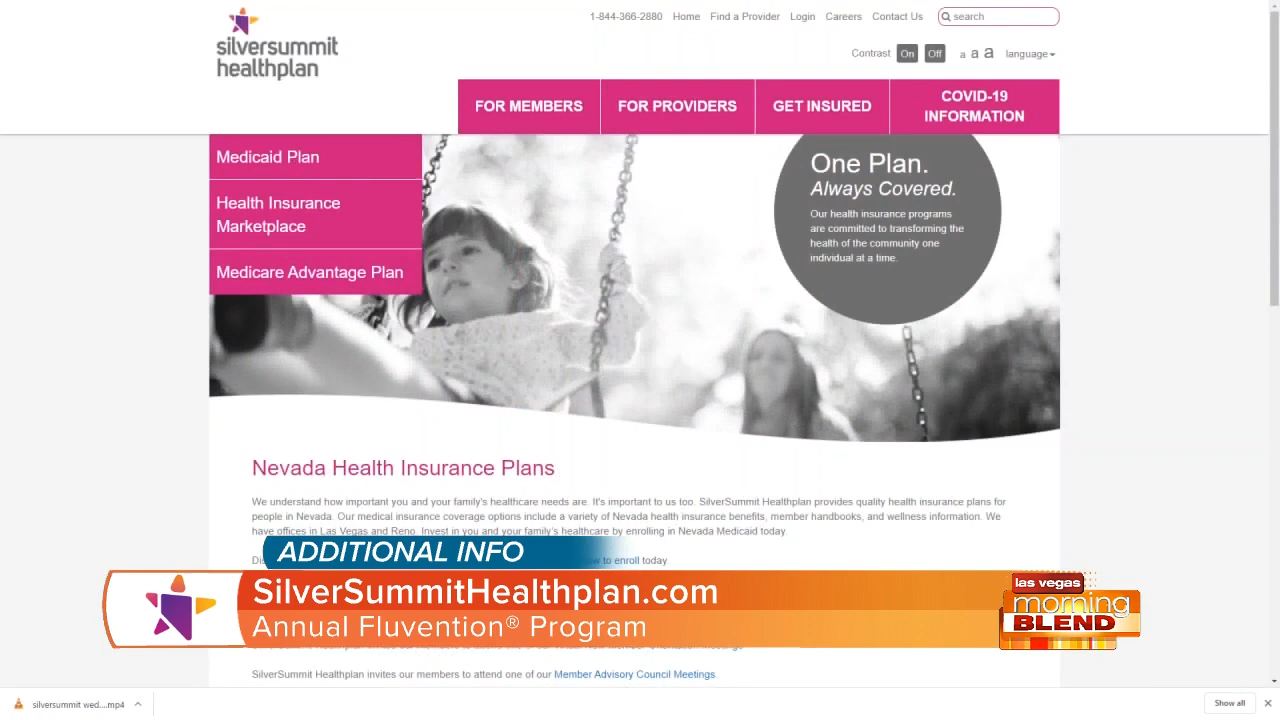 silversummit
healthplan
1-844-366-2880 Home Find a Provider Login Careers Contact Us search
Contrast On Off a a a language
FOR MEMBERS FOR PROVIDERS GET INSURED COVID-19 INFORMATION
Medicaid Plan
Health Insurance
Marketplace
Medicare Advantage Plan
One Plan.
Always Covered.
Our health insurance programs
are committed to transforming the
health of the community one
individual at a time.
Nevada Health Insurance Plans
We understand how important you and your family's healthcare needs are. It's important to us too. SilverSummit Healthplan provides quality health insurance plans for
people in Nevada. Our medical insurance coverage options include a variety of Nevada health insurance benefits, member handbooks, and wellness information. We
have offices in Las Vegas and Reno. Invest in you and your family's healthcare by enrolling in Nevada Medicaid today.
to enroll today
ADDITIONAL INFO
SilverSummitHealthplan.com
Annual Fluvention® Program
las vegas
morning
BLEND
SilverSummit Healthplan invites our members to attend one of our Member Advisory Council Meetings.
silversummit wed....mp4 Show all